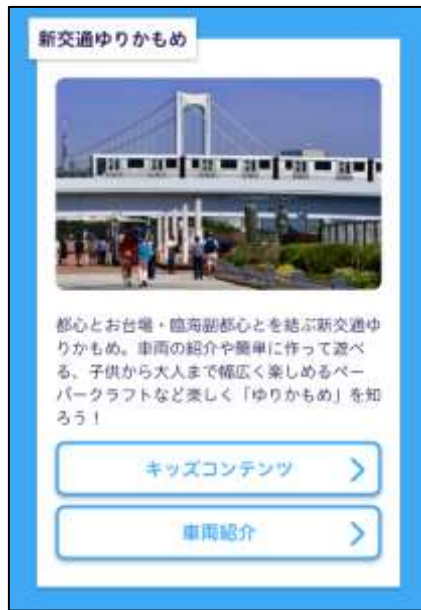 新交通ゆりかもめ
都心とお台場・臨海副都心とを結ぶ新交通ゆ
りかもめ。車両の紹介や簡単に作って遊べ
る、子供から大人まで幅広く楽しめるペー
パークラフトなど楽しく「ゆりかもめ」を知
ろう！
キッズコンテンツ
車両紹介